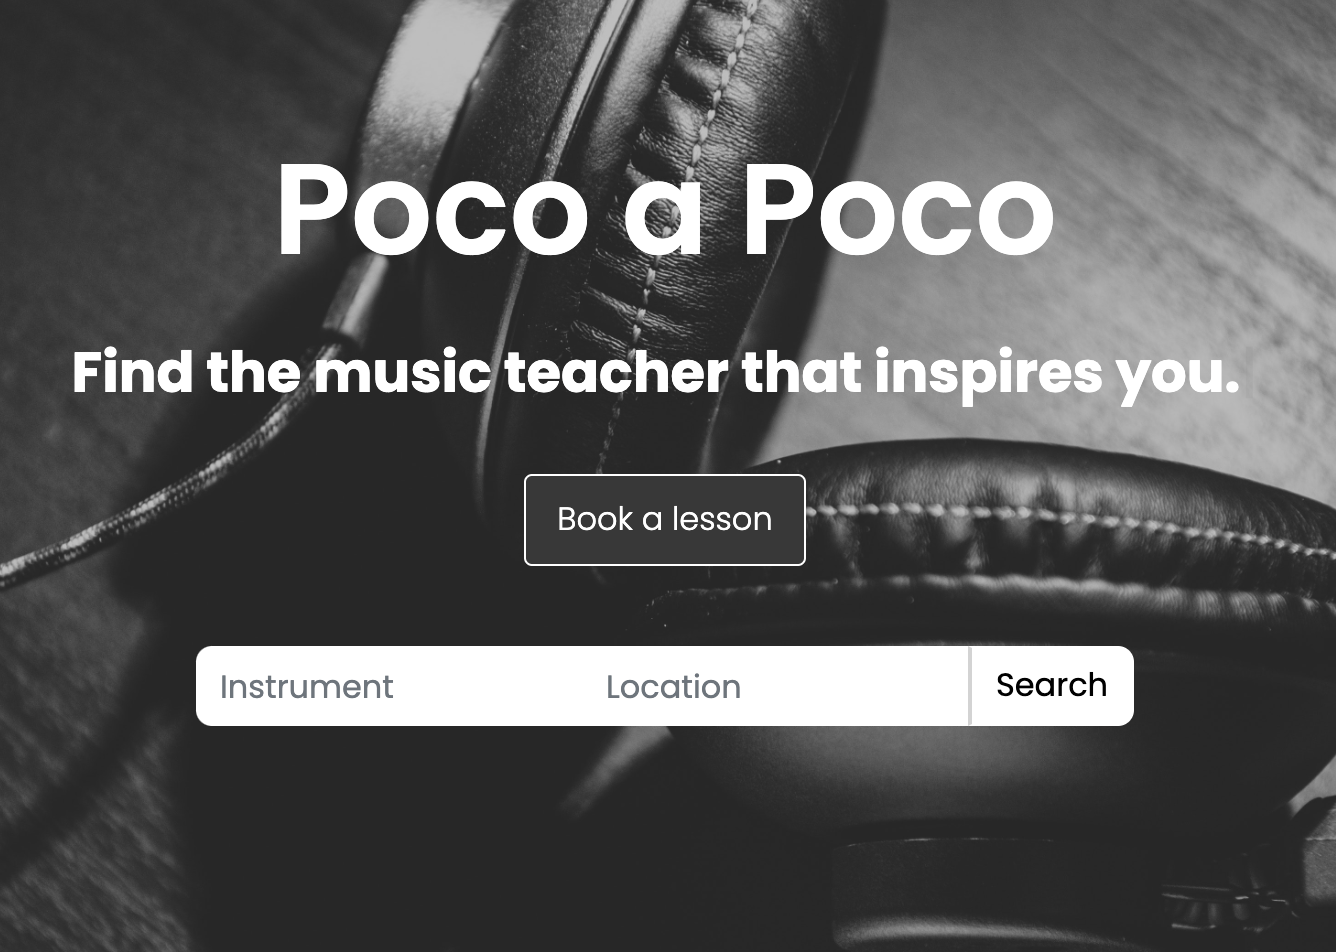 Poco a Poco
Find the music teacher that inspires you.
Book a lesson
Instrument Location Search